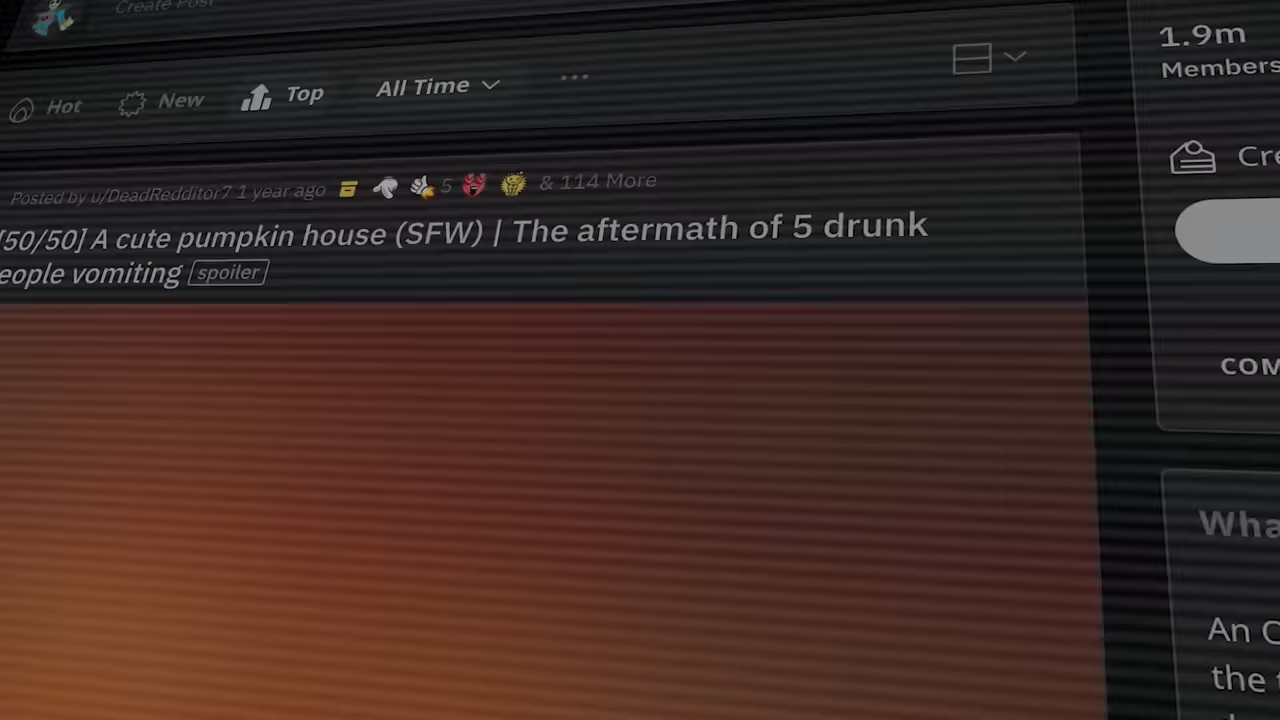 Create Post
Hot New Top All Time ...
Posted by u/DeadRedditor7 1 year ago 5 & 114 More
[50/50] A cute pumpkin house (SFW) | The aftermath of 5 drunk
eople vomiting spoiler
1.9m
Members
Cre
COM
Wha
An O
the